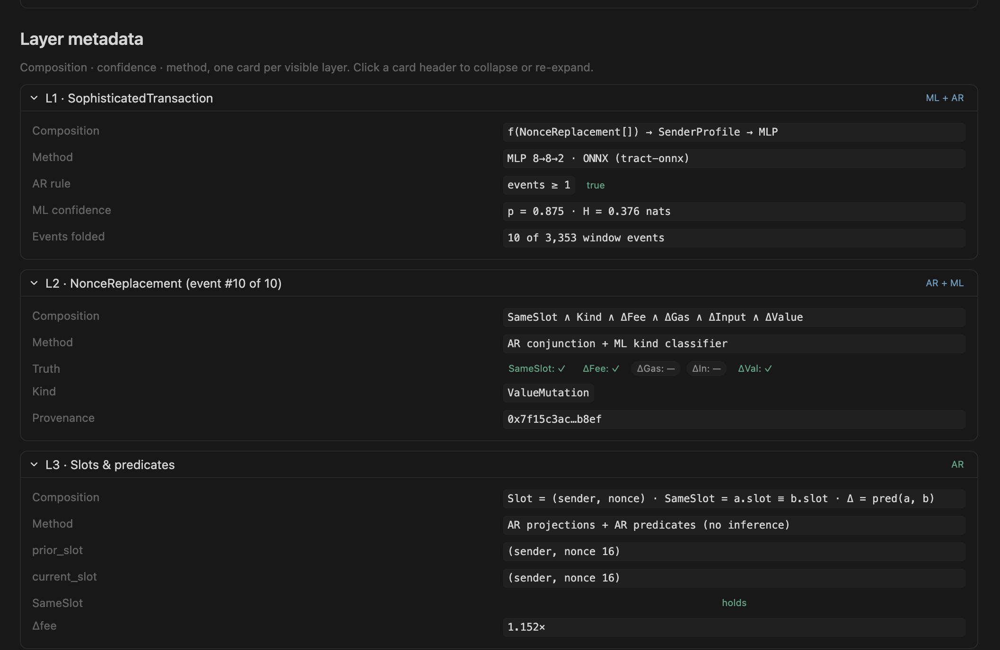 Layer metadata
Composition · confidence · method, one card per visible layer. Click a card header to collapse or re-expand.
L1 · SophisticatedTransaction ML + AR
Composition f(NonceReplacement[]) → SenderProfile → MLP
Method MLP 8→8→2 · ONNX (tract-onnx)
AR rule events ≥ 1 true
ML confidence p = 0.875 · H = 0.376 nats
Events folded 10 of 3,353 window events
L2 · NonceReplacement (event #10 of 10) AR + ML
Composition SameSlot ∧ Kind ∧ ΔFee ∧ ΔGas ∧ ΔInput ∧ ΔValue
Method AR conjunction + ML kind classifier
Truth SameSlot: ✓ ΔFee: ✓ ΔGas: — ΔIn: — ΔVal: ✓
Kind ValueMutation
Provenance 0x7f15c3ac…b8ef
L3 · Slots & predicates AR
Composition Slot = (sender, nonce) · SameSlot = a.slot ≡ b.slot · Δ = pred(a, b)
Method AR projections + AR predicates (no inference)
prior_slot (sender, nonce 16)
current_slot (sender, nonce 16)
SameSlot holds
Δfee 1.152×